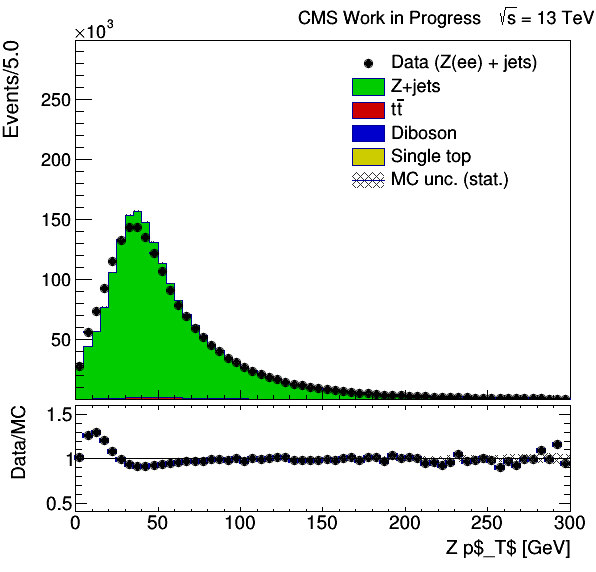 CMS Work in Progress √s = 13 TeV
×10³
Events/5.0
250
200
150
100
50
Data (Z(ee) + jets)
Z+jets
tt̅
Diboson
Single top
MC unc. (stat.)
Data/MC
1.5
1
0.5
0 50 100 150 200 250 300
Z p$_T$ [GeV]